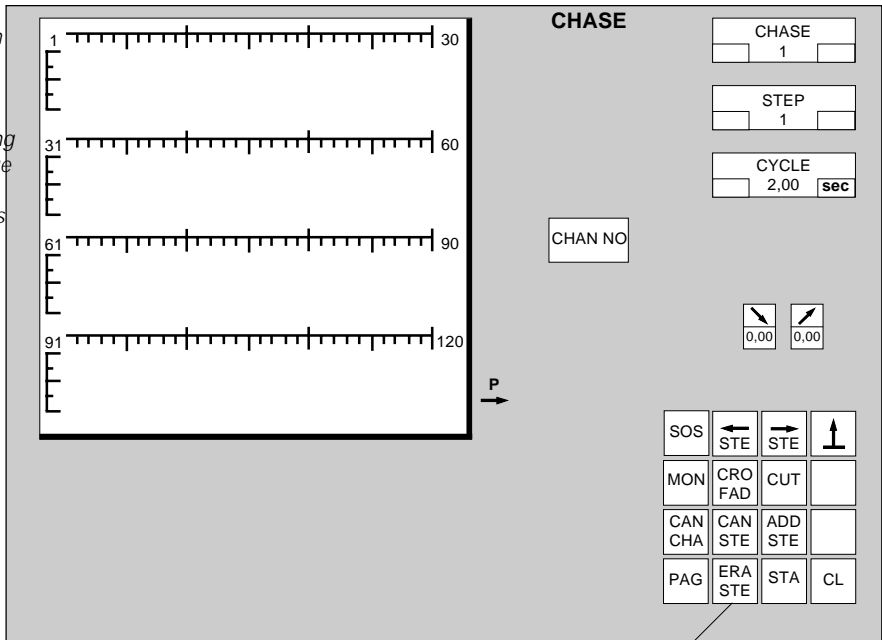 CHASE
1 30
31 60
61 90
91 120
CHASE
1
STEP
1
CYCLE
2,00 sec
CHAN NO
0,00 0,00
P
SOS STE STE
MON CRO FAD CUT
CAN CHA CAN STE ADD STE
PAG ERA STE STA CL